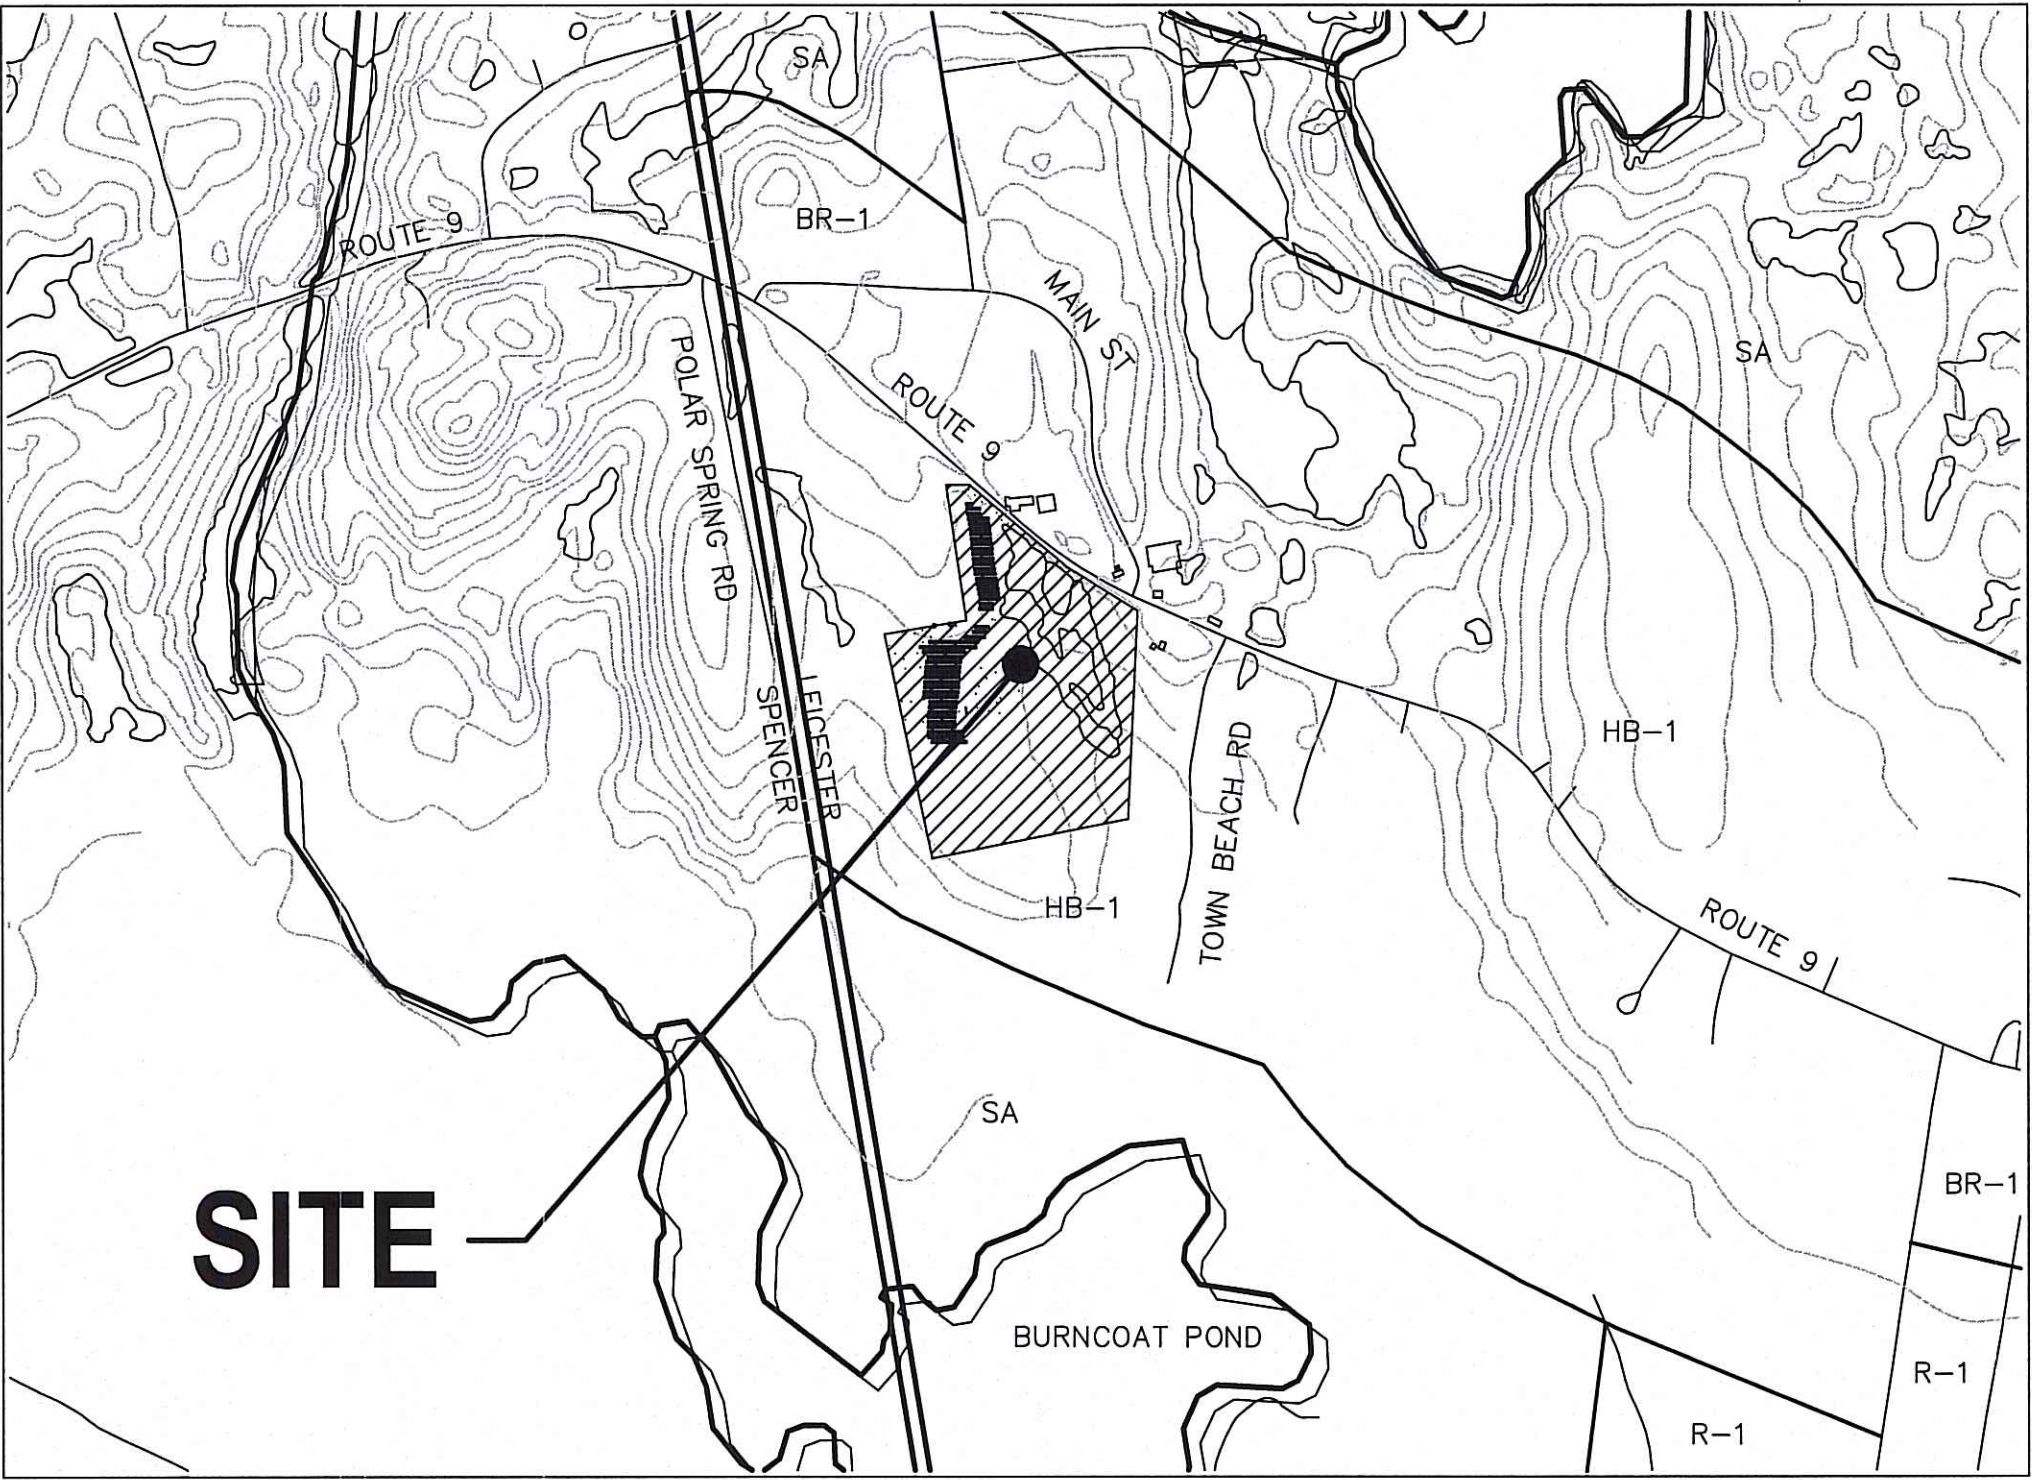 SA
ROUTE 9
BR-1
MAIN ST
SA
POLAR SPRING RD
ROUTE 9
LEICESTER
SPENCER
HB-1
TOWN BEACH RD
HB-1
ROUTE 9
SA
BR-1
SITE
BURNCOAT POND
R-1
R-1